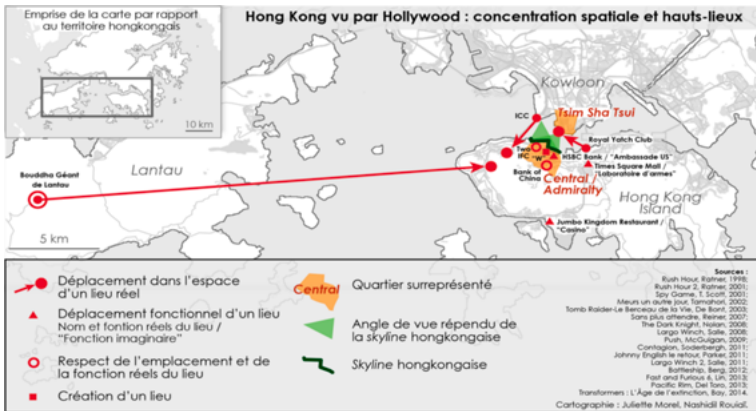 Emprise de la carte par rapport
au territoire hongkongais
10 km
Hong Kong vu par Hollywood : concentration spatiale et hauts-lieux
Kowloon
ICC
Tsim Sha Tsui
Royal Yatch Club
Two
IFC
"W"
HSBC Bank / "Ambassade US"
Times Square Mall /
"Laboratoire d'armes"
Bank of
China
Central /
Admiralty
Lantau
Bouddha Géant
de Lantau
Hong Kong
Island
Jumbo Kingdom Restaurant /
"Casino"
5 km
Déplacement dans l'espace
d'un lieu réel
Déplacement fonctionnel d'un lieu
Nom et fontion réels du lieu /
"Fonction imaginaire"
Respect de l'emplacement et de
la fonction réels du lieu
Création d'un lieu
Central
Quartier surreprésenté
Angle de vue répendu de
la skyline hongkongaise
Skyline hongkongaise
Sources :
Rush Hour, Ratner, 1998;
Rush Hour 2, Ratner, 2001;
Spy Game, T. Scott, 2001;
Meurs un autre jour, Tamahori, 2002;
Tomb Raider-Le Berceau de la Vie, De Bont, 2003;
Sans plus attendre, Reiner, 2007;
The Dark Knight, Nolan, 2008;
Largo Winch, Salle, 2008;
Push, McGuigan, 2009;
Contagion, Soderbergh, 2011;
Johnny English le retour, Parker, 2011;
Largo Winch 2, Salle, 2011;
Battleship, Berg, 2012;
Fast and Furious 6, Lin, 2013;
Pacific Rim, Del Toro, 2013;
Transformers : L'Âge de l'extinction, Bay, 2014.
Cartographie : Juliette Morel, Nashidil Rouiaï.